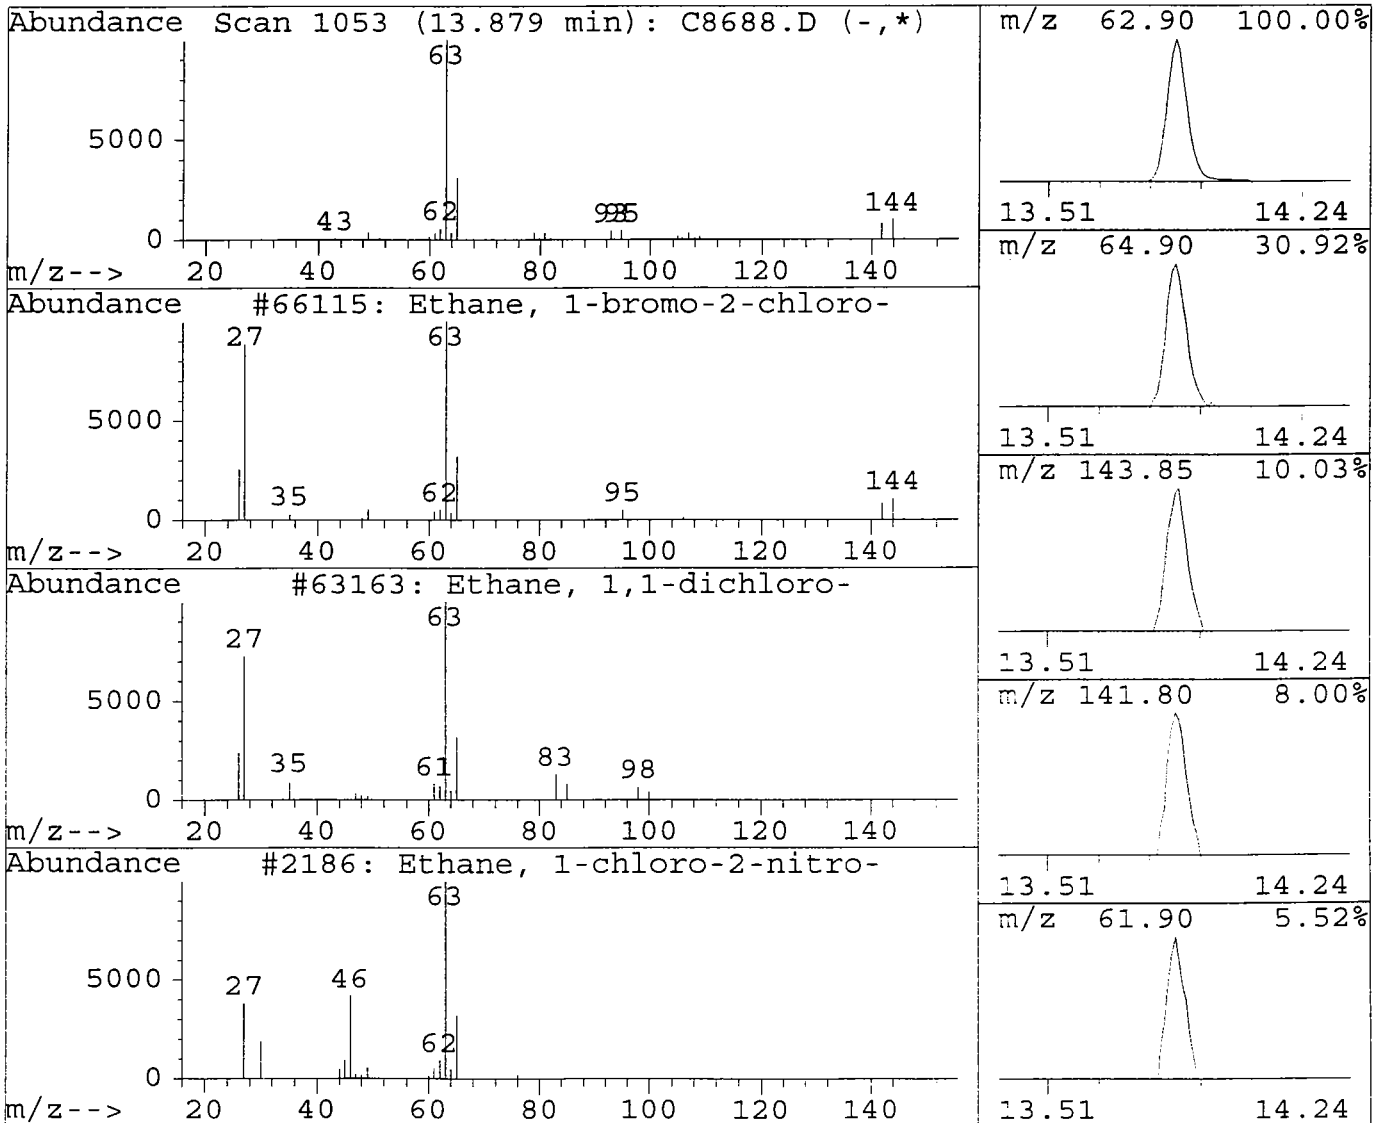 Abundance Scan 1053 (13.879 min): C8688.D (-,*)
63
5000
144
62
43
95
0
20 40 60 80 100 120 140
m/z-->
Abundance #66115: Ethane, 1-bromo-2-chloro-
27 63
5000
144
35 62 95
0
m/z--> 20 40 60 80 100 120 140
Abundance #63163: Ethane, 1,1-dichloro-
63
27
5000
35 61 83 98
0
m/z--> 20 40 60 80 100 120 140
Abundance #2186: Ethane, 1-chloro-2-nitro-
63
5000 27 46
62
0
m/z--> 20 40 60 80 100 120 140
m/z 62.90 100.00%
13.51 14.24
m/z 64.90 30.92%
13.51 14.24
m/z 143.85 10.03%
13.51 14.24
m/z 141.80 8.00%
13.51 14.24
m/z 61.90 5.52%
13.51 14.24